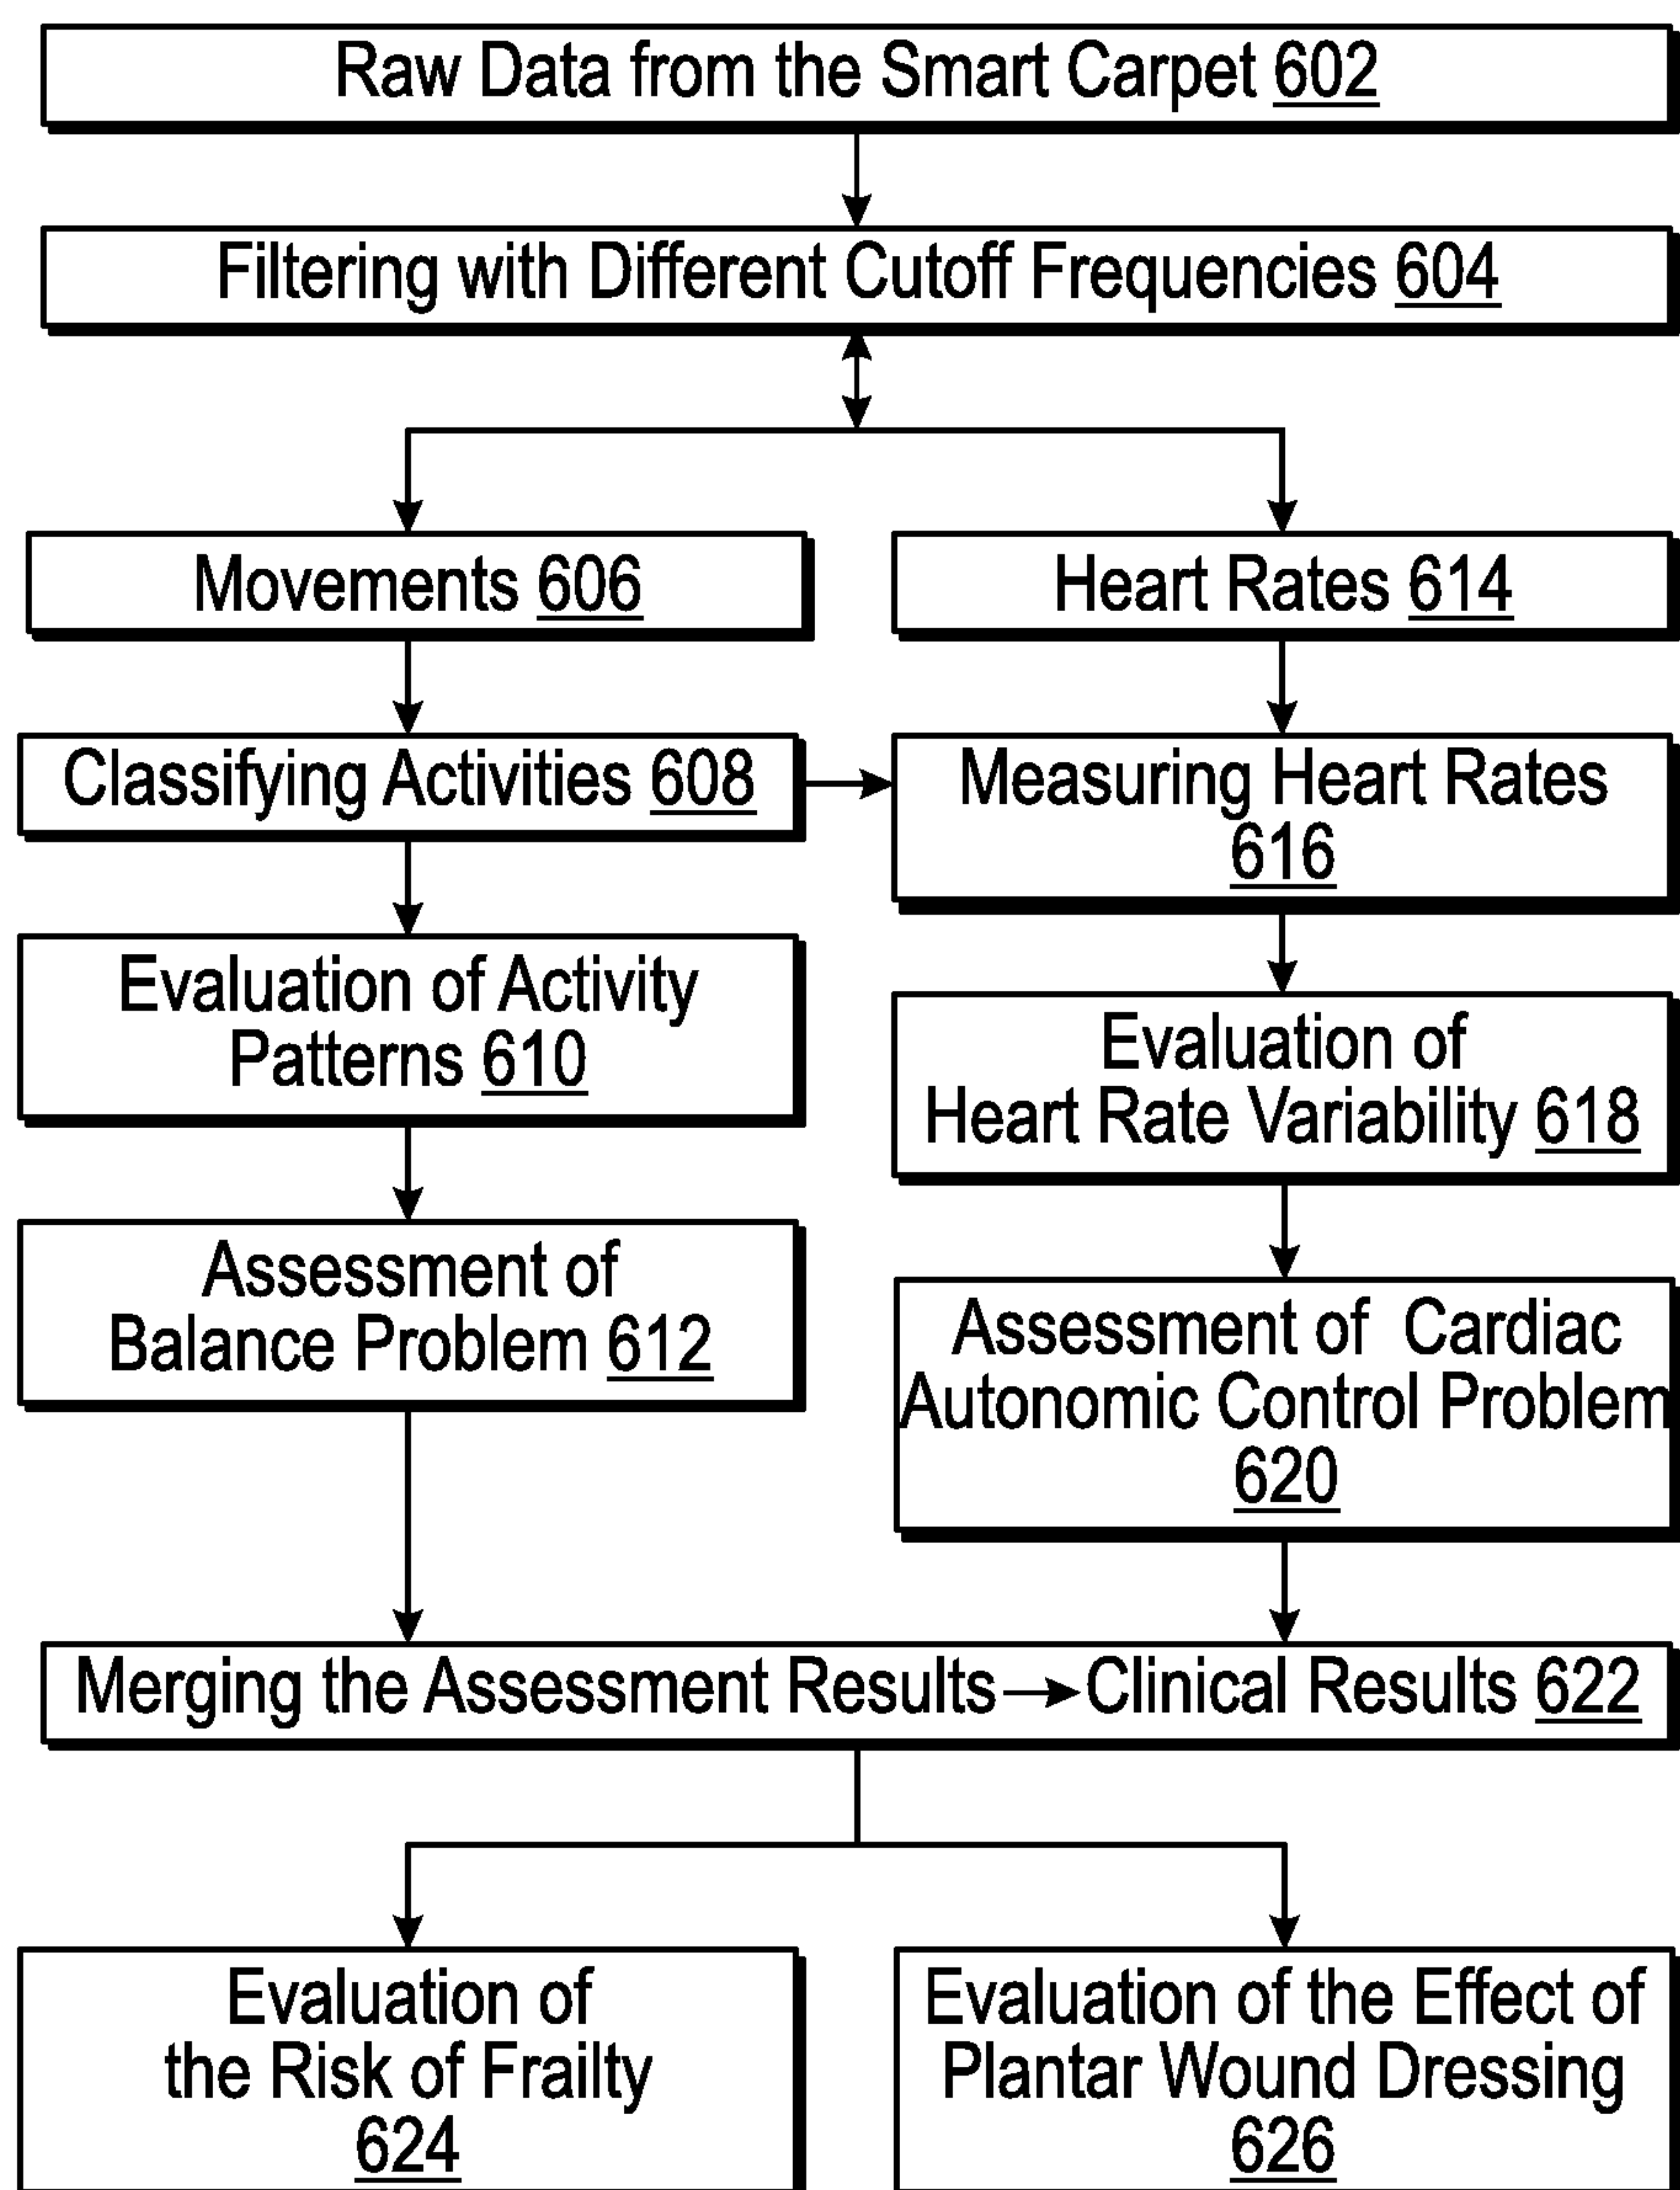 Raw Data from the Smart Carpet 602
Filtering with Different Cutoff Frequencies 604
Movements 606
Heart Rates 614
Classifying Activities 608
Measuring Heart Rates
616
Evaluation of Activity
Patterns 610
Evaluation of
Heart Rate Variability 618
Assessment of
Balance Problem 612
Assessment of Cardiac
Autonomic Control Problem
620
Merging the Assessment Results → Clinical Results 622
Evaluation of
the Risk of Frailty
624
Evaluation of the Effect of
Plantar Wound Dressing
626